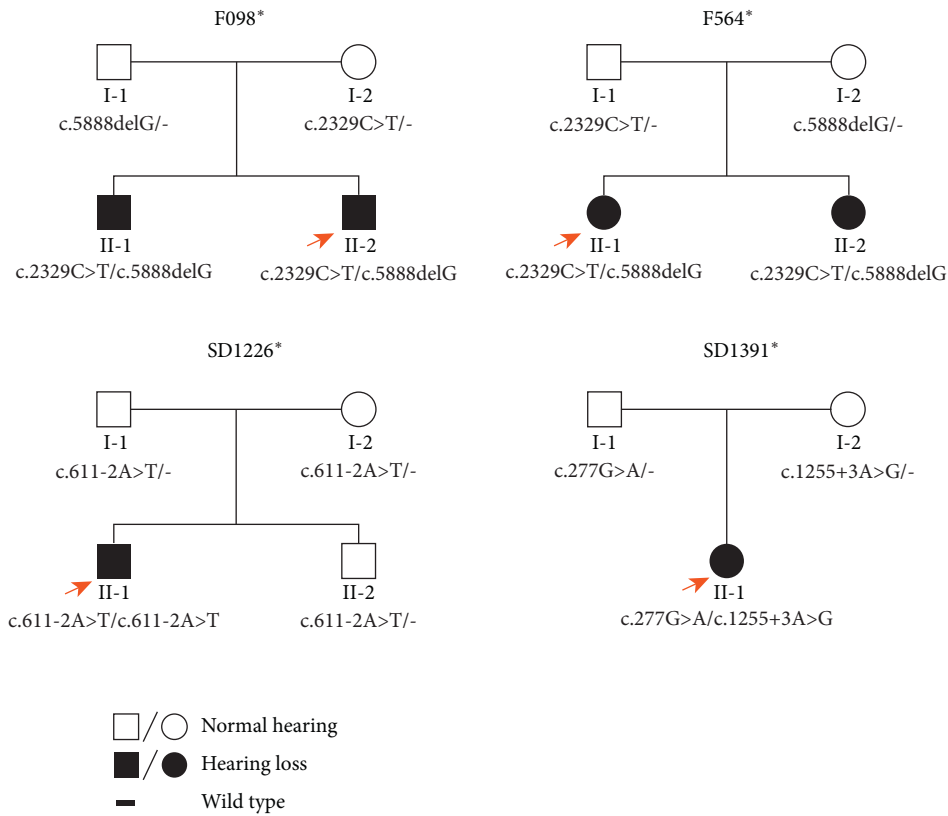 F098*
F564*
I-1
I-2
I-1
I-2
c.5888delG/-
c.2329C>T/-
c.2329C>T/-
c.5888delG/-
II-1
II-2
II-1
II-2
c.2329C>T/c.5888delG
c.2329C>T/c.5888delG
c.2329C>T/c.5888delG
c.2329C>T/c.5888delG
SD1226*
SD1391*
I-1
I-2
I-1
I-2
c.611-2A>T/-
c.611-2A>T/-
c.277G>A/-
c.1255+3A>G/-
II-1
II-2
II-1
c.611-2A>T/c.611-2A>T
c.611-2A>T/-
c.277G>A/c.1255+3A>G
Normal hearing
Hearing loss
Wild type